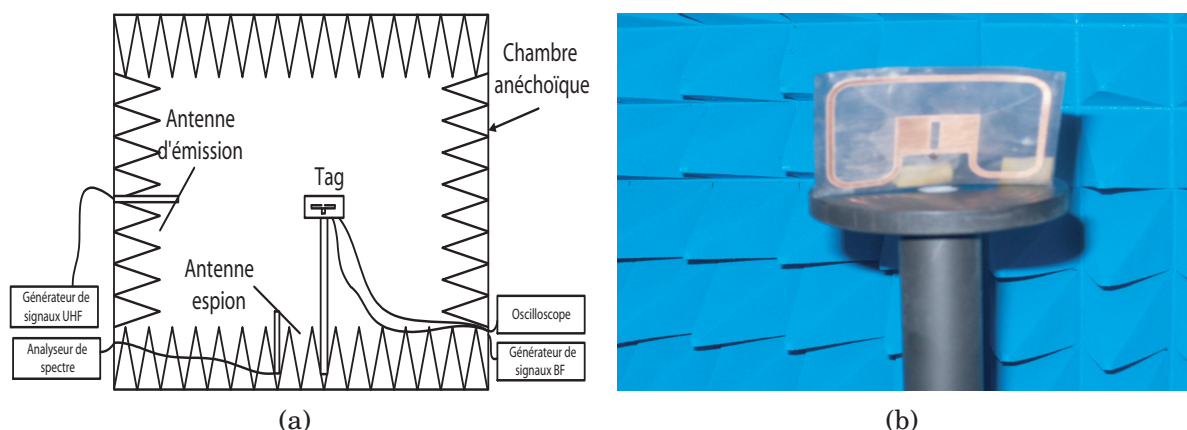 Chambre
anéchoïque
Antenne
d'émission
Tag
Antenne
espion
Générateur de
signaux UHF
Oscilloscope
Analyseur de
spectre
Générateur de
signaux BF
(a)
(b)